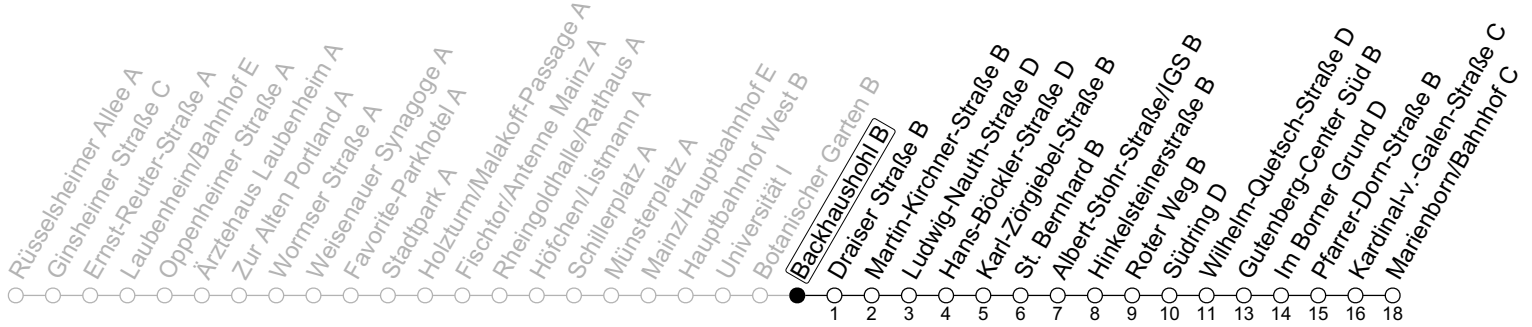 Rüsselsheimer Allee A
Ginsheimer Straße C
Ernst-Reuter-Straße A
Laubenheim/Bahnhof E
Oppenheimer Straße A
Ärztehaus Laubenheim A
Zur Alten Portland A
Wormser Straße A
Weisenauer Synagoge A
Favorite-Parkhotel A
Stadtpark A
Holzturm/Malakoff-Passage A
Fischtor/Antenne Mainz A
Rheingoldhalle/Rathaus A
Höfchen/Listmann A
Schillerplatz A
Münsterplatz A
Mainz/Hauptbahnhof E
Hauptbahnhof West B
Universität I
Botanischer Garten B
Backhaushohl B
Draiser Straße B
Martin-Kirchner-Straße B
Ludwig-Nauth-Straße D
Hans-Böckler-Straße D
Karl-Zörgiebel-Straße B
St. Bernhard B
Albert-Stohr-Straße/IGS B
Hinkelsteinerstraße B
Roter Weg B
Südring D
Wilhelm-Quetsch-Straße D
Gutenberg-Center Süd B
Im Borner Grund D
Pfarrer-Dorn-Straße B
Kardinal-v.-Galen-Straße C
Marienborn/Bahnhof C
1 2 3 4 5 6 7 8 9 10 11 13 14 15 16 18